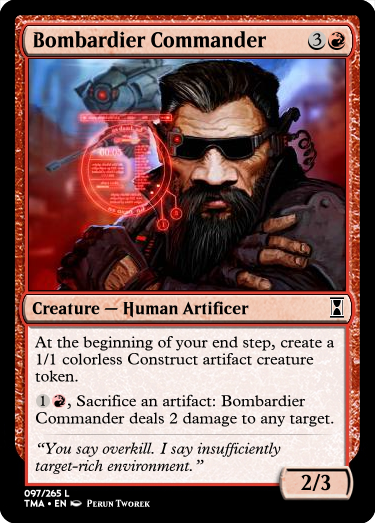 Bombardier Commander 3
Creature — Human Artificer
At the beginning of your end step, create a
1/1 colorless Construct artifact creature
token.
1 , Sacrifice an artifact: Bombardier
Commander deals 2 damage to any target.
“You say overkill. I say insufficiently
target-rich environment.”
2/3
097/265 L
TMA • EN Perun Tworek